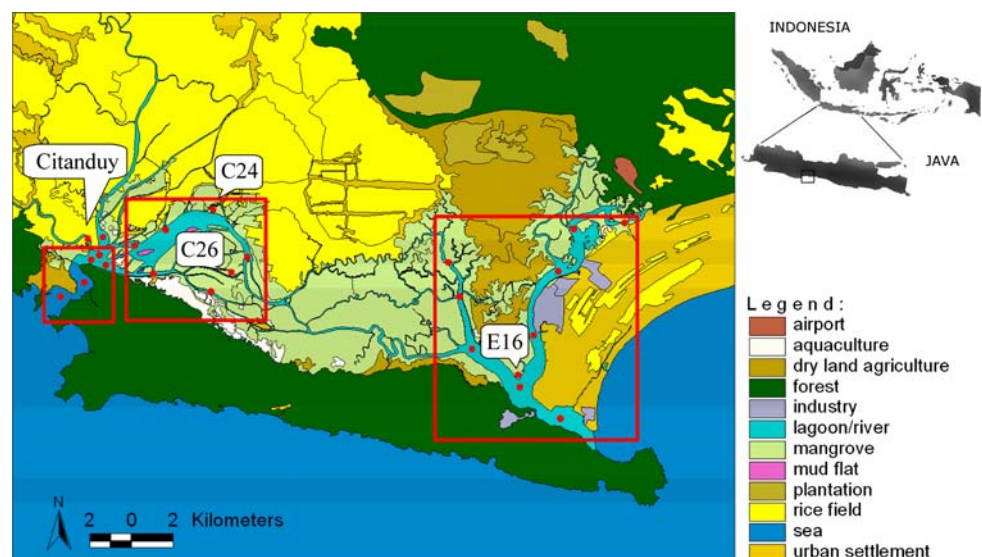 INDONESIA
JAVA
Citanduy
C24
C26
E16
N
2 0 2 Kilometers
Legend :
airport
aquaculture
dry land agriculture
forest
industry
lagoon/river
mangrove
mud flat
plantation
rice field
sea
urban settlement